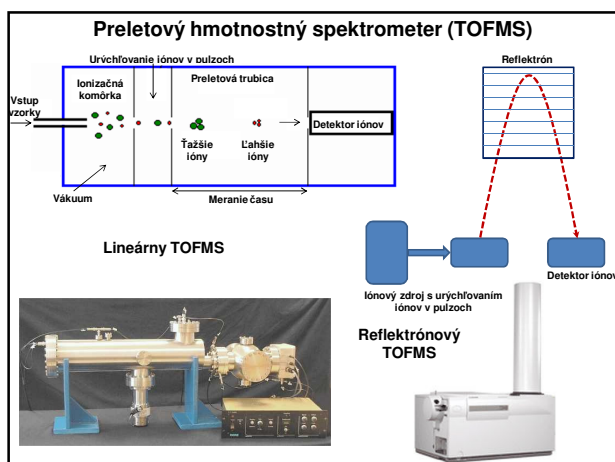 Preletový hmotnostný spektrometer (TOFMS)
Urýchľovanie iónov v pulzoch
Ionizačná
komôrka
Preletová trubica
Vstup
vzorky
Ťažšie
ióny
Ľahšie
ióny
Detektor iónov
Vákuum
Meranie času
Lineárny TOFMS
Reflektrón
Detektor iónov
Iónový zdroj s urýchľovaním
iónov v pulzoch
Reflektrónový
TOFMS